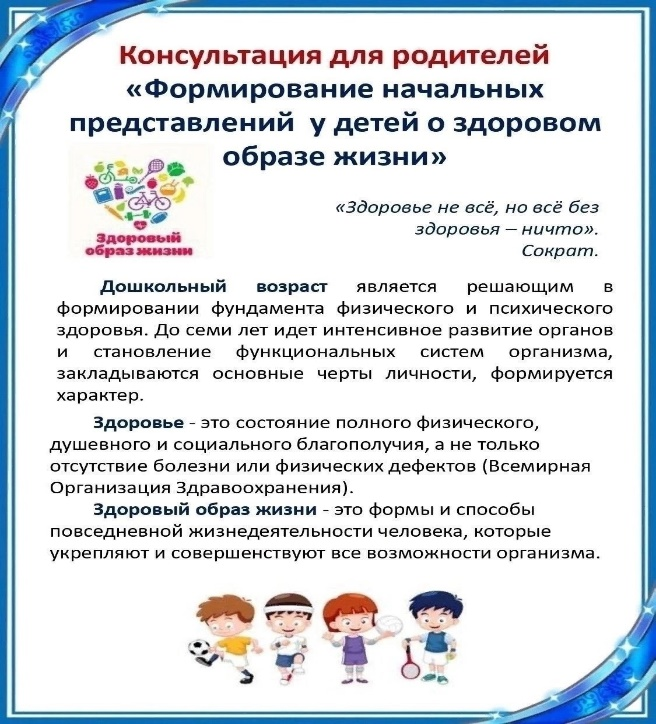 Консультация для родителей
«Формирование начальных
представлений у детей о здоровом
образе жизни»
Здоровый
образ жизни
«Здоровье не всё, но всё без
здоровья – ничто».
Сократ.
Дошкольный возраст является решающим в
формировании фундамента физического и психического
здоровья. До семи лет идет интенсивное развитие органов
и становление функциональных систем организма,
закладываются основные черты личности, формируется
характер.
Здоровье - это состояние полного физического,
душевного и социального благополучия, а не только
отсутствие болезни или физических дефектов (Всемирная
Организация Здравоохранения).
Здоровый образ жизни - это формы и способы
повседневной жизнедеятельности человека, которые
укрепляют и совершенствуют все возможности организма.